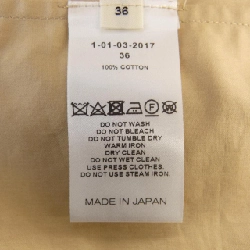 36
1-01-03-2017
36
100% COTTON
DO NOT WASH
DO NOT BLEACH
DO NOT TUMBLE DRY
WARM IRON
DRY CLEAN
DO NOT WET CLEAN
USE PRESS CLOTHES.
DO NOT USE STEAM IRON.
MADE IN JAPAN